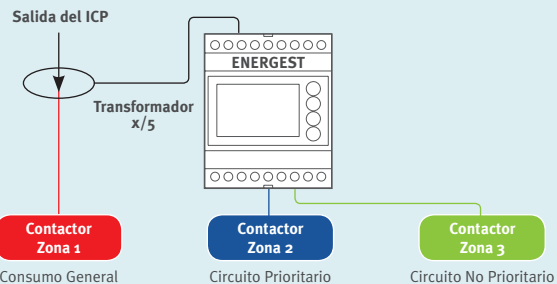 Salida del ICP
ENERGEST
Transformador
x/5
Contactor
Zona 1
Contactor
Zona 2
Contactor
Zona 3
Consumo General
Circuito Prioritario
Circuito No Prioritario